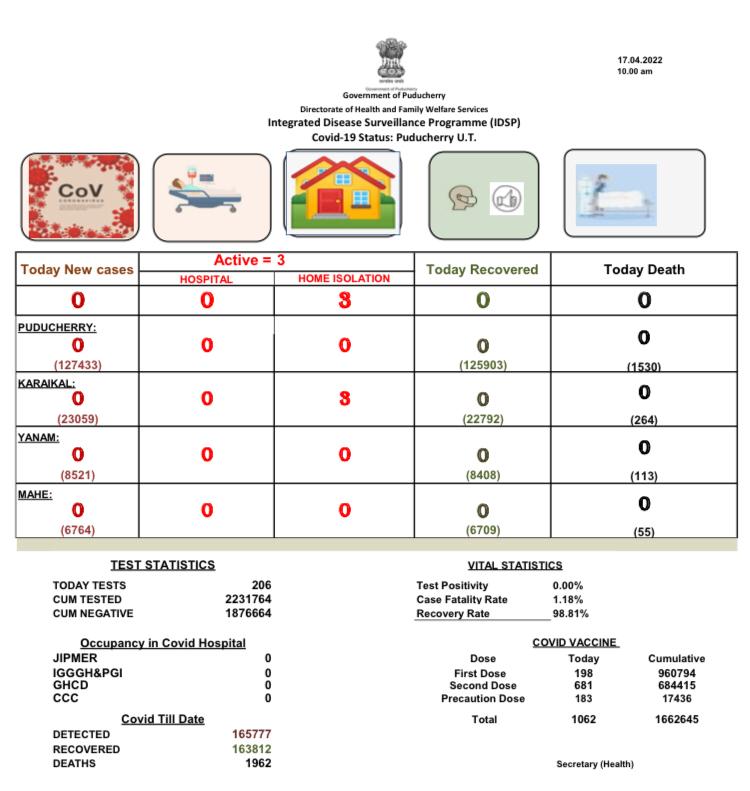 17.04.2022
10.00 am
सत्यमेव जयते
Government of Puducherry
Government of Puducherry
Directorate of Health and Family Welfare Services
Integrated Disease Surveillance Programme (IDSP)
Covid-19 Status: Puducherry U.T.
CoV
CORONAVIRUS
Today New cases
Active = 3
HOSPITAL
HOME ISOLATION
Today Recovered
Today Death
0 0 3 0 0
PUDUCHERRY:
0 0 0 0 0
(127433) (125903) (1530)
KARAIKAL:
0 0 3 0 0
(23059) (22792) (264)
YANAM:
0 0 0 0 0
(8521) (8408) (113)
MAHE:
0 0 0 0 0
(6764) (6709) (55)
TEST STATISTICS
TODAY TESTS 206
CUM TESTED 2231764
CUM NEGATIVE 1876664
VITAL STATISTICS
Test Positivity 0.00%
Case Fatality Rate 1.18%
Recovery Rate 98.81%
Occupancy in Covid Hospital
JIPMER 0
IGGGH&PGI 0
GHCD 0
CCC 0
COVID VACCINE
Dose Today Cumulative
First Dose 198 960794
Second Dose 681 684415
Precaution Dose 183 17436
Total 1062 1662645
Covid Till Date
DETECTED 165777
RECOVERED 163812
DEATHS 1962
Secretary (Health)